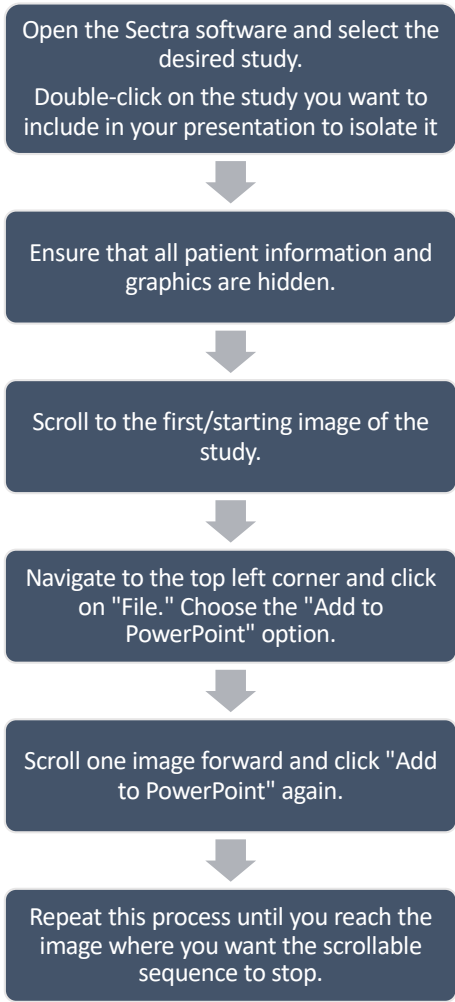 Open the Sectra software and select the
desired study.
Double-click on the study you want to
include in your presentation to isolate it
Ensure that all patient information and
graphics are hidden.
Scroll to the first/starting image of the
study.
Navigate to the top left corner and click
on "File." Choose the "Add to
PowerPoint" option.
Scroll one image forward and click "Add
to PowerPoint" again.
Repeat this process until you reach the
image where you want the scrollable
sequence to stop.